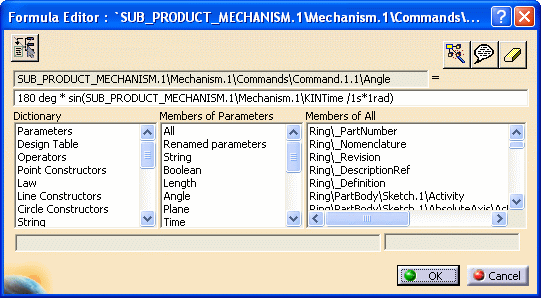 Formula Editor : `SUB_PRODUCT_MECHANISM.1\Mechanism.1\Commands\...
SUB_PRODUCT_MECHANISM.1\Mechanism.1\Commands\Command.1.1\Angle =
180 deg * sin(SUB_PRODUCT_MECHANISM.1\Mechanism.1\KINTime /1s*1rad)
Dictionary Members of Parameters Members of All
Parameters All Ring\_PartNumber
Design Table Renamed parameters Ring\_Nomenclature
Operators String Ring\_Revision
Point Constructors Boolean Ring\_DescriptionRef
Law Length Ring\_Definition
Line Constructors Angle Ring\PartBody\Sketch.1\Activity
Circle Constructors Plane Ring\PartBody\Sketch.1\AbsoluteAxis\Act
String Time
OK Cancel